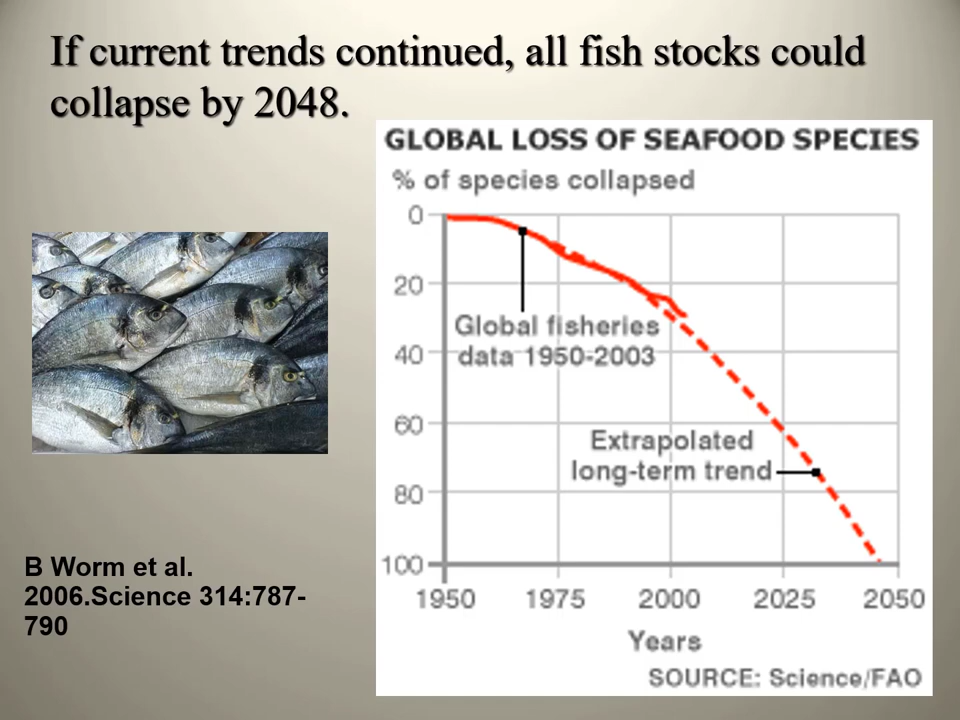 If current trends continued, all fish stocks could
collapse by 2048.
GLOBAL LOSS OF SEAFOOD SPECIES
% of species collapsed
0
20
Global fisheries
data 1950-2003
40
60
Extrapolated
long-term trend
80
100
1950 1975 2000 2025 2050
Years
SOURCE: Science/FAO
B Worm et al.
2006.Science 314:787-
790